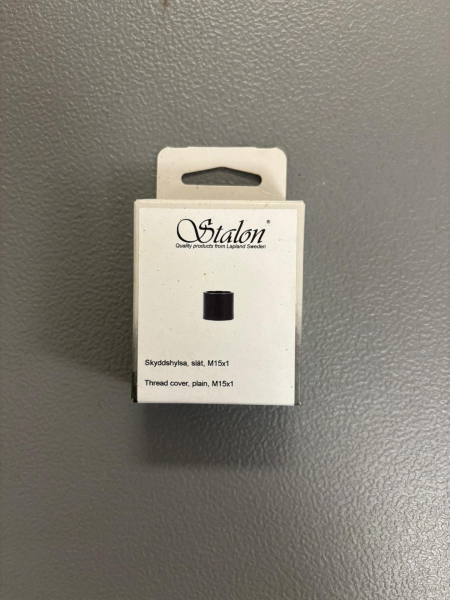 Stalon®
Quality products from Lapland Sweden
Skyddshylsa, slät, M15x1
Thread cover, plain, M15x1